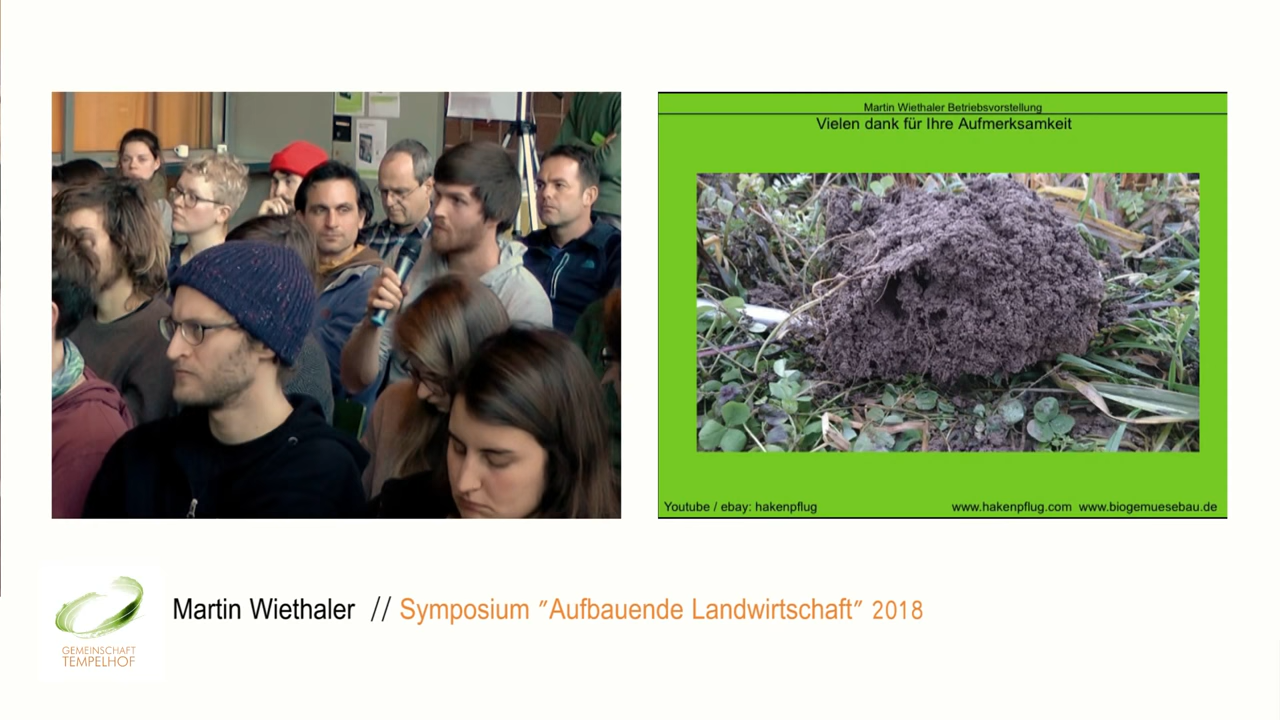 Martin Wiethaler Betriebsvorstellung
Vielen dank für Ihre Aufmerksamkeit
Youtube / ebay: hakenpflug
www.hakenpflug.com www.biogemuesebau.de
GEMEINSCHAFT
TEMPELHOF
Martin Wiethaler // Symposium "Aufbauende Landwirtschaft" 2018